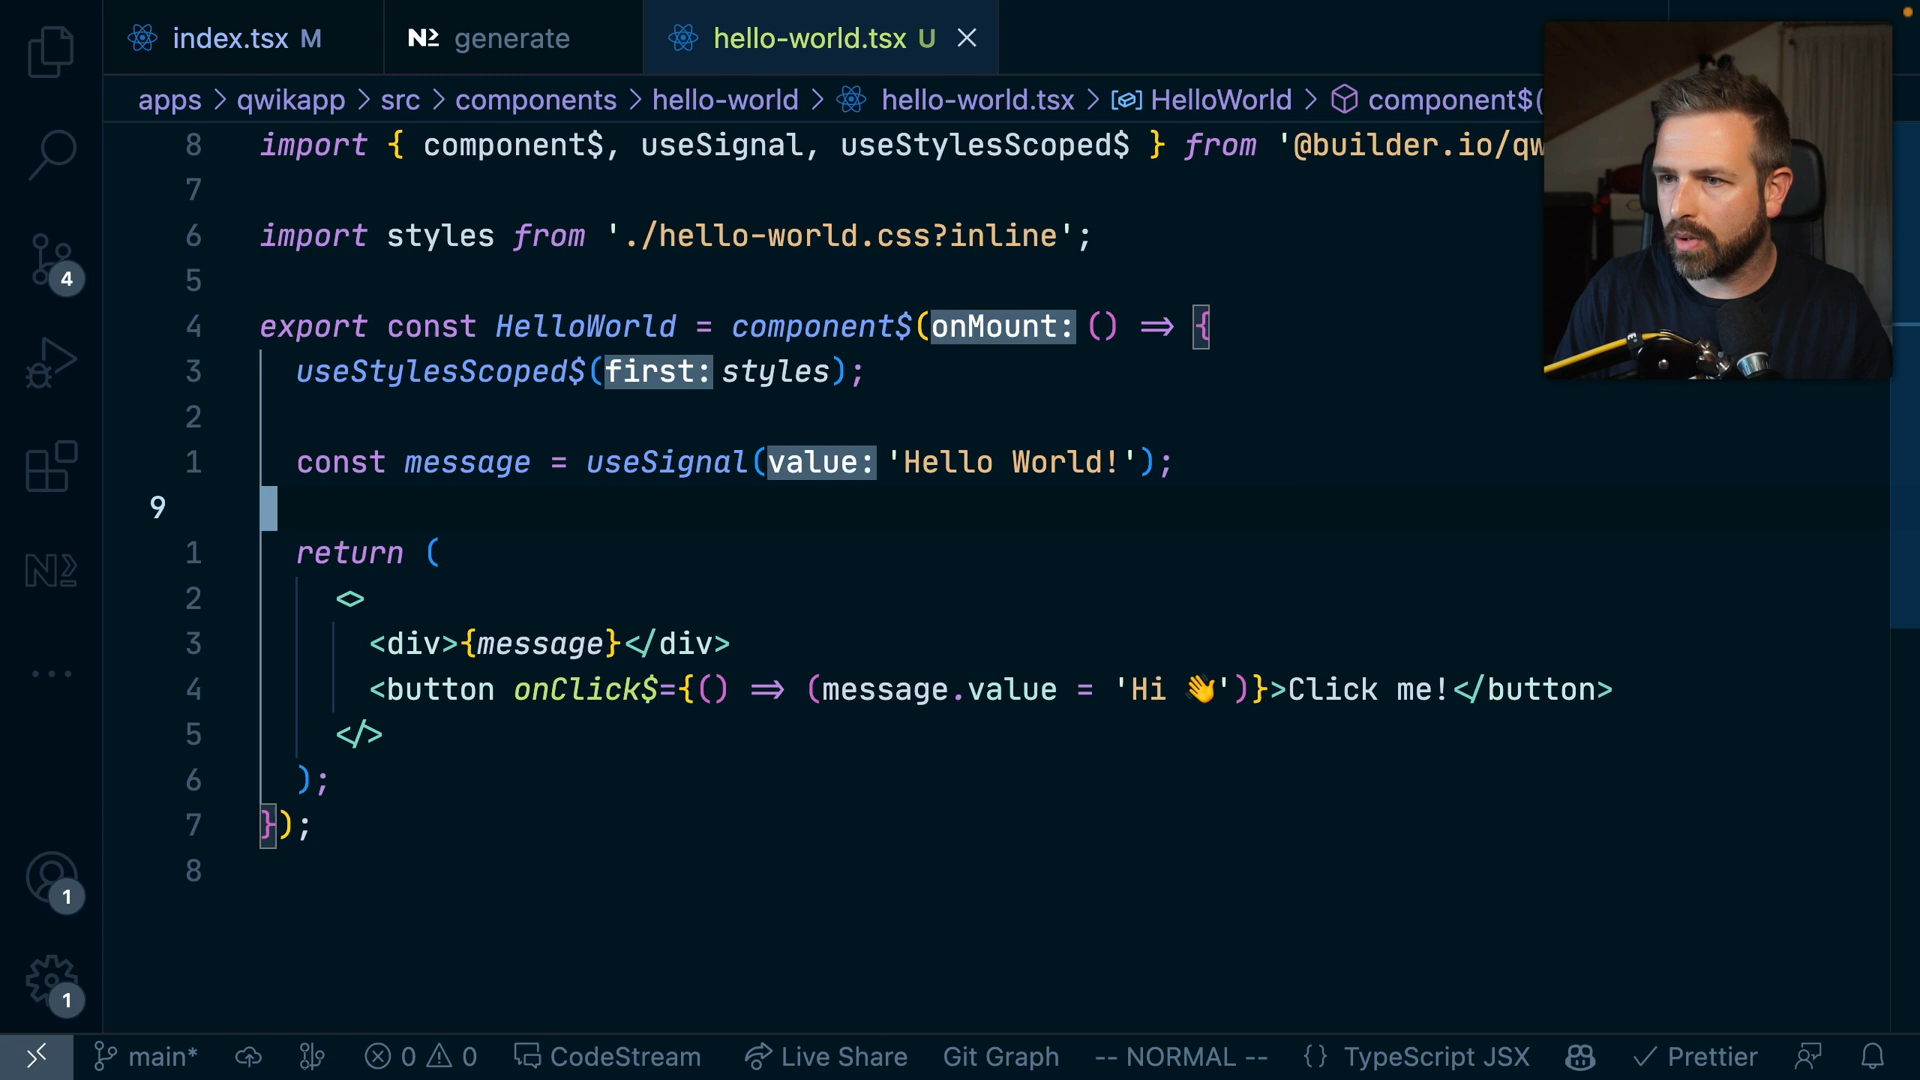 index.tsx M
N generate
hello-world.tsx U
apps > qwikapp > src > components > hello-world > hello-world.tsx > HelloWorld > component$(
8 import { component$, useSignal, useStylesScoped$ } from '@builder.io/qw
7
6 import styles from './hello-world.css?inline';
5
4 export const HelloWorld = component$(onMount: () => {
3 useStylesScoped$(first: styles);
2
1 const message = useSignal(value: 'Hello World!');
9
1 return (
2 <>
3 <div>{message}</div>
4 <button onClick$={() => (message.value = 'Hi 👋')}>Click me!</button>
5 </>
6 );
7 });
8
4
N
1
1
main* 0 0 CodeStream Live Share Git Graph -- NORMAL -- {} TypeScript JSX Prettier